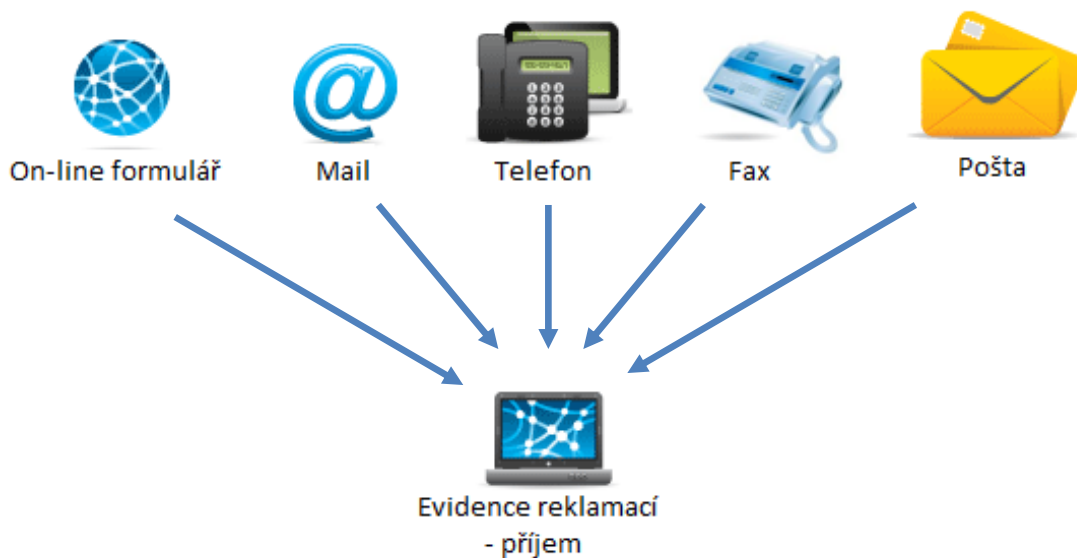 On-line formulář
Mail
Telefon
Fax
Pošta
Evidence reklamací
- příjem